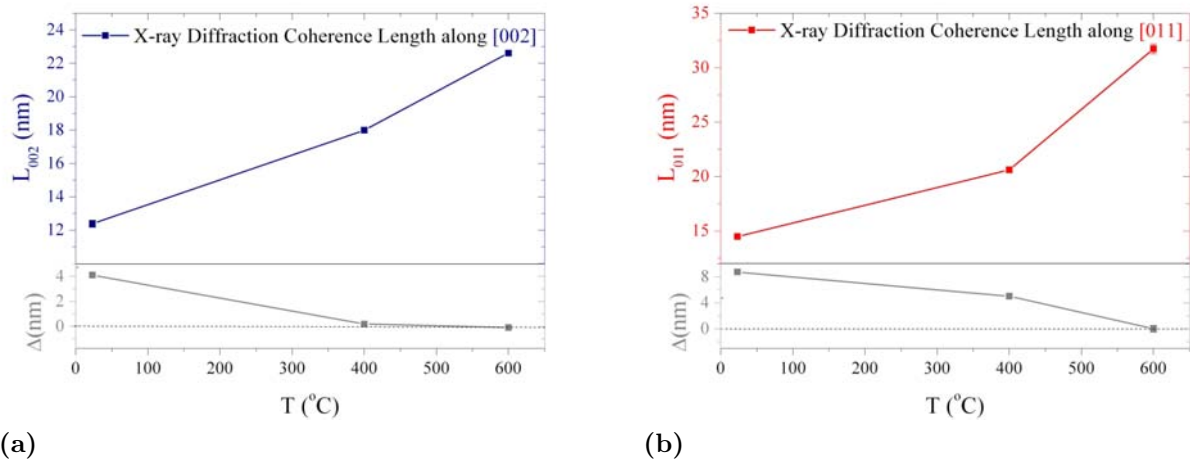 24
22
20
18
16
14
12
L₀₀₂ (nm)
X-ray Diffraction Coherence Length along [002]
4
2
0
Δ(nm)
0 100 200 300 400 500 600
T (°C)
(a)
35
30
25
20
15
L₀₁₁ (nm)
X-ray Diffraction Coherence Length along [011]
8
4
0
Δ(nm)
0 100 200 300 400 500 600
T (°C)
(b)